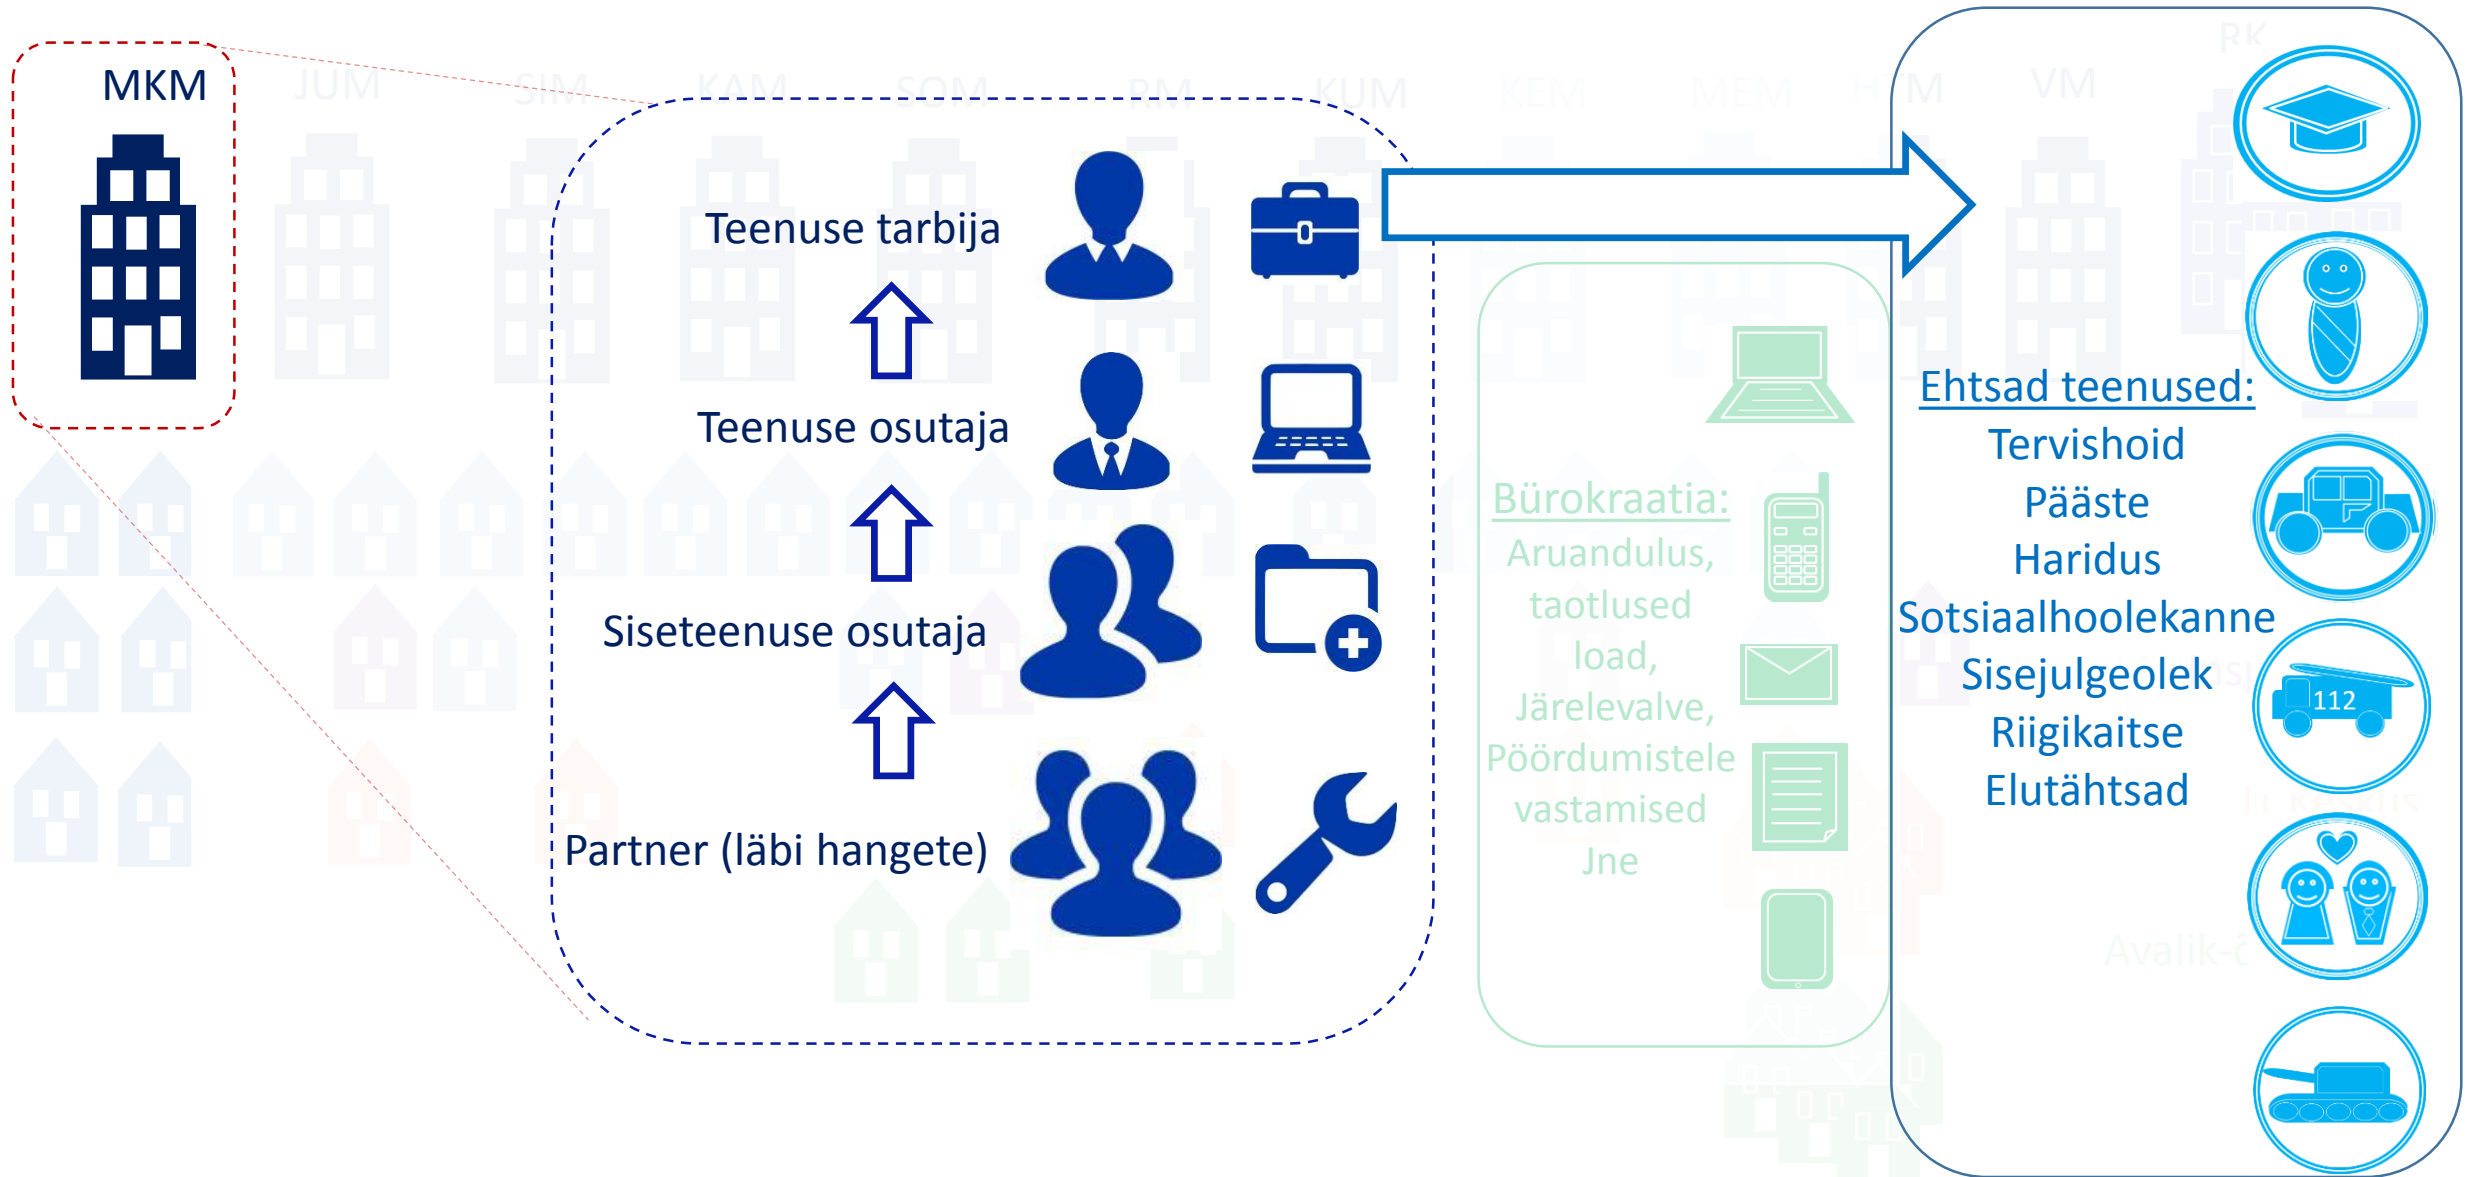 MKM
JUM
SIM
KAM
SOM
RM
KUM
KEM
MEM
VM
RK
Teenuse tarbija
Teenuse osutaja
Siseteenuse osutaja
Partner (läbi hangete)
Bürokraatia:
Aruandulus,
taotlused
load,
Järelevalve,
Pöördumistele
vastamised
Jne
Ehtsad teenused:
Tervishoid
Pääste
Haridus
Sotsiaalhoolekanne
Sisejulgeolek
Riigikaitse
Elutähtsad
112